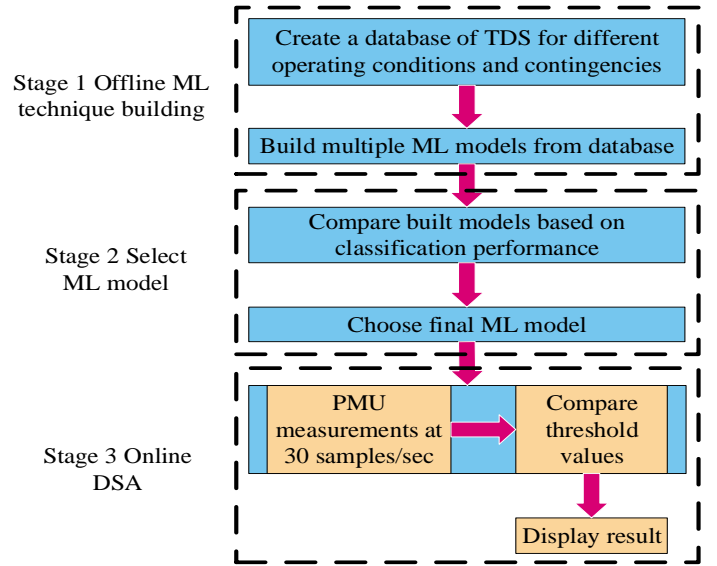 Stage 1 Offline ML
technique building
Create a database of TDS for different
operating conditions and contingencies
Build multiple ML models from database
Stage 2 Select
ML model
Compare built models based on
classification performance
Choose final ML model
Stage 3 Online
DSA
PMU
measurements at
30 samples/sec
Compare
threshold
values
Display result